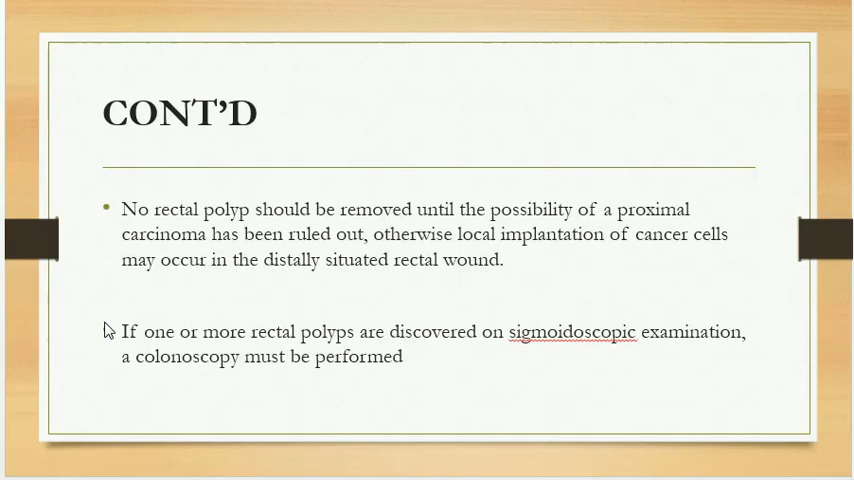 CONT’D
• No rectal polyp should be removed until the possibility of a proximal
carcinoma has been ruled out, otherwise local implantation of cancer cells
may occur in the distally situated rectal wound.
If one or more rectal polyps are discovered on sigmoidoscopic examination,
a colonoscopy must be performed